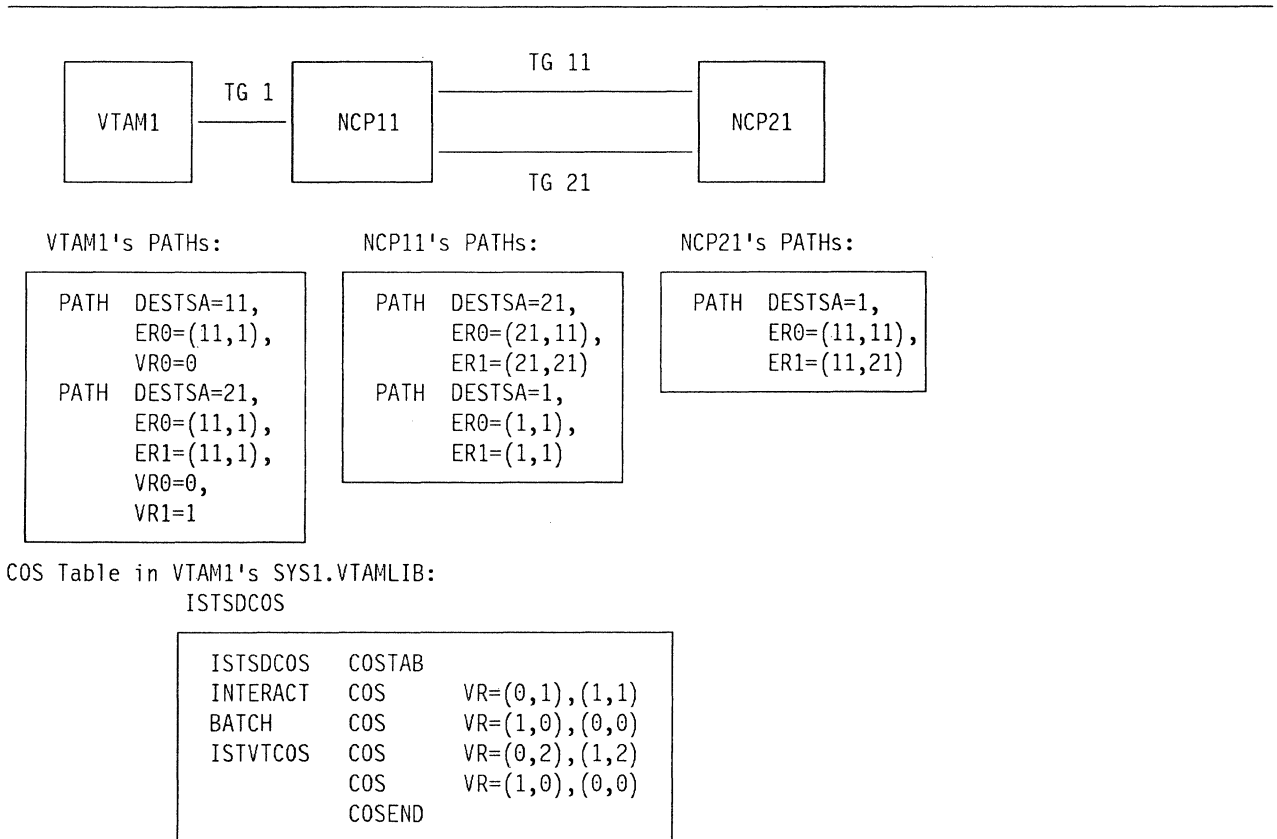 TG 11
TG 1
VTAM1 NCP11 NCP21
TG 21
VTAM1's PATHs: NCP11's PATHs: NCP21's PATHs:
PATH DESTSA=11,
ER0=(11,1),
VR0=0
PATH DESTSA=21,
ER0=(11,1),
ER1=(11,1),
VR0=0,
VR1=1
PATH DESTSA=21,
ER0=(21,11),
ER1=(21,21)
PATH DESTSA=1,
ER0=(1,1),
ER1=(1,1)
PATH DESTSA=1,
ER0=(11,11),
ER1=(11,21)
COS Table in VTAM1's SYS1.VTAMLIB:
ISTSDCOS
ISTSDCOS COSTAB
INTERACT COS VR=(0,1),(1,1)
BATCH COS VR=(1,0),(0,0)
ISTVTCOS COS VR=(0,2),(1,2)
COS VR=(1,0),(0,0)
COSEND